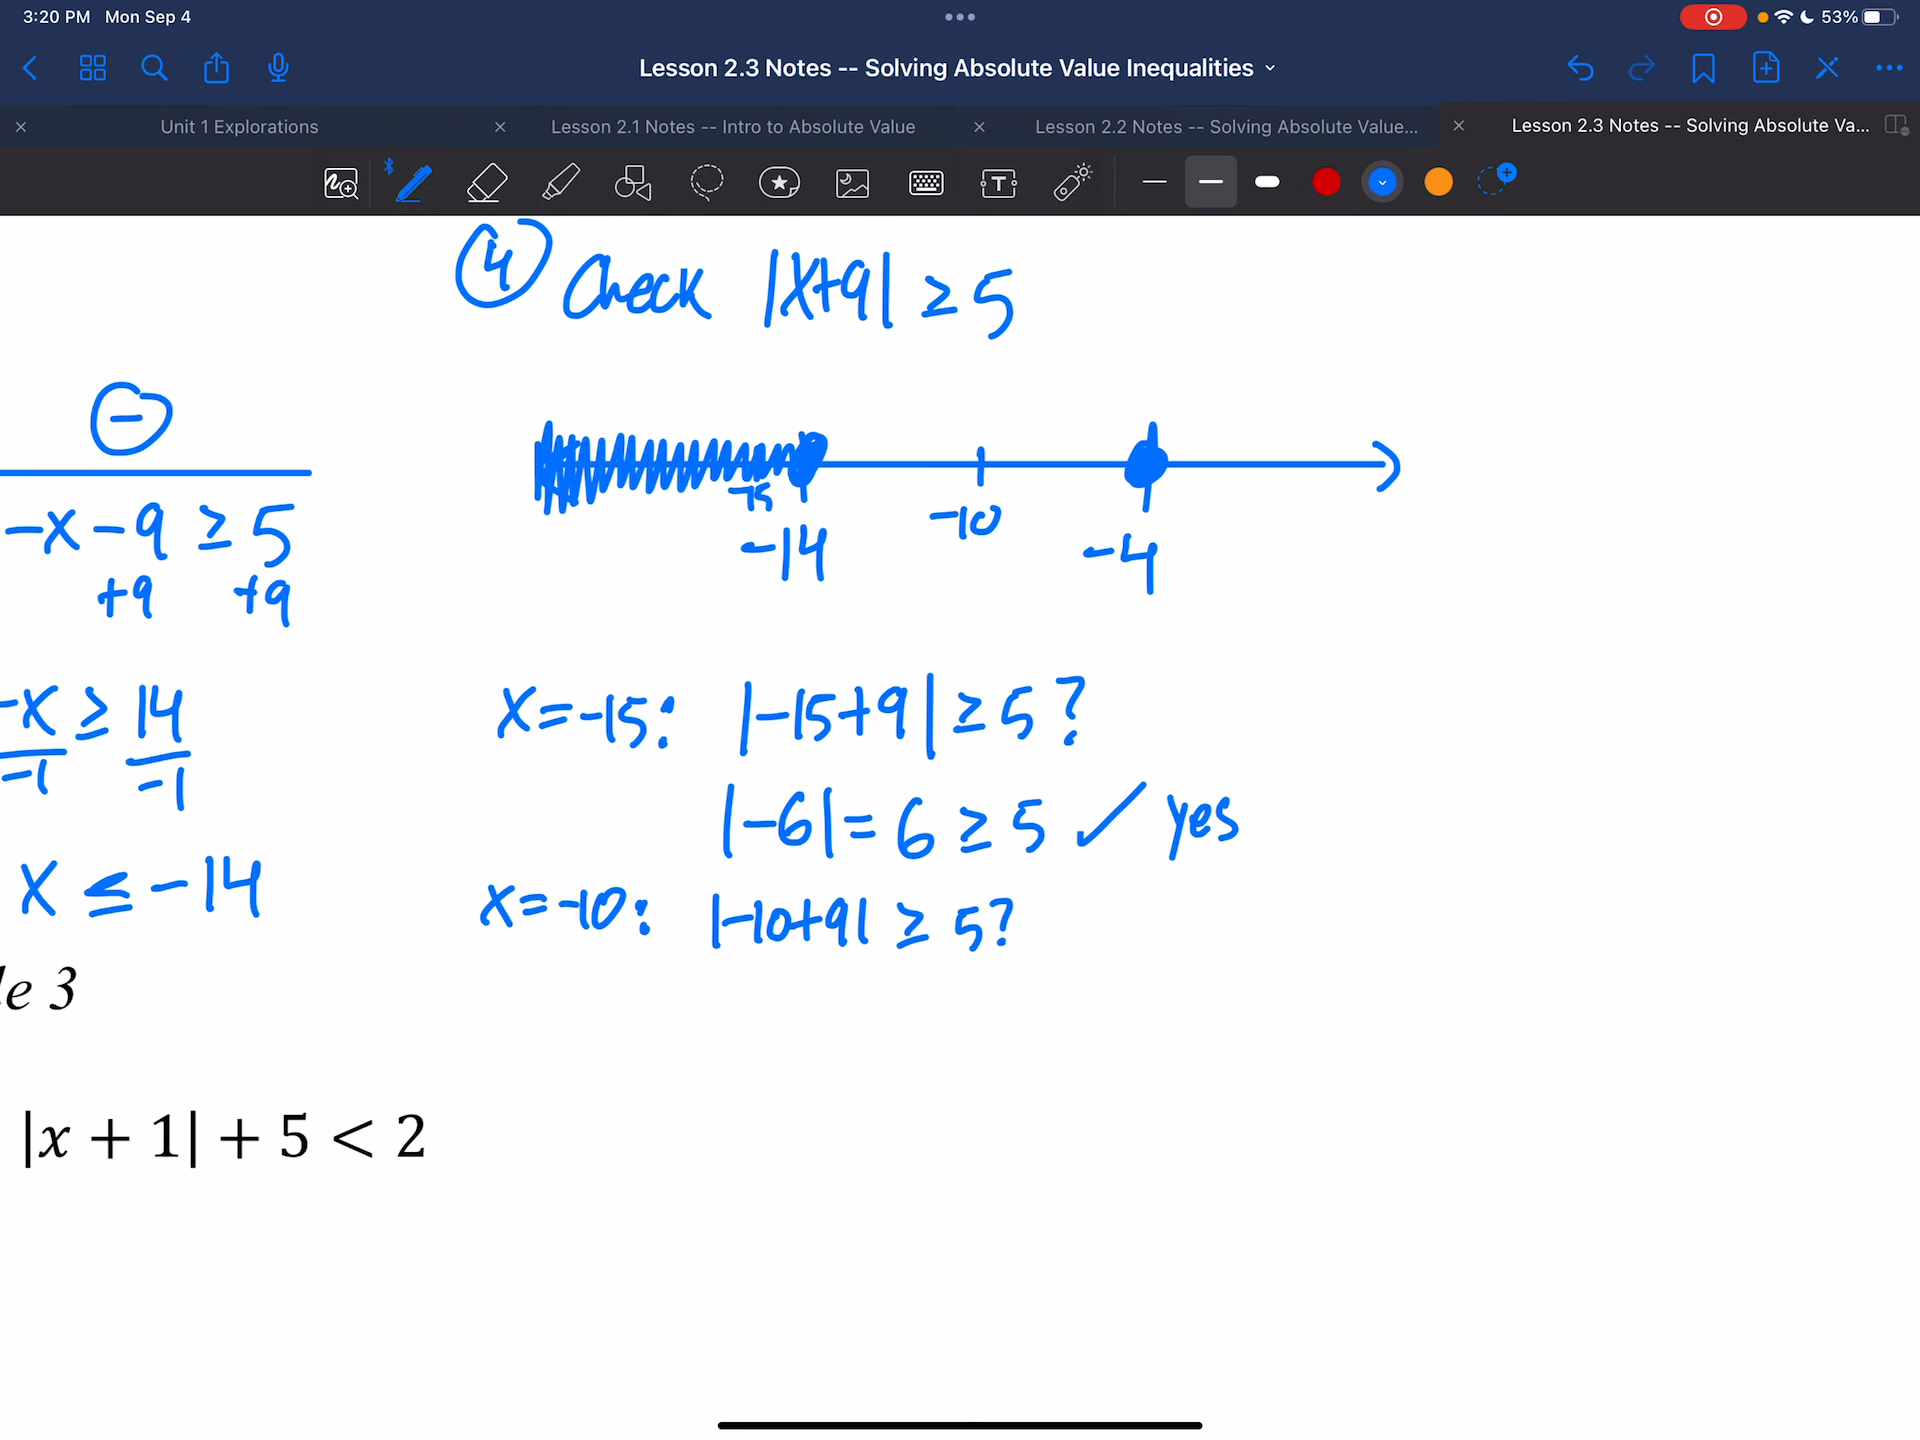 3:20 PM Mon Sep 4
53%
Lesson 2.3 Notes -- Solving Absolute Value Inequalities
Unit 1 Explorations
Lesson 2.1 Notes -- Intro to Absolute Value
Lesson 2.2 Notes -- Solving Absolute Value...
Lesson 2.3 Notes -- Solving Absolute Va...
T
④ Check |x+9| ≥ 5
−
-15
-14
-10
-4
-x - 9 ≥ 5
+9 +9
-x ≥ 14
-1 -1
x ≤ -14
x = -15: |-15+9| ≥ 5?
|-6| = 6 ≥ 5 ✓ yes
x = -10: |-10+9| ≥ 5?
le 3
|x + 1| + 5 < 2